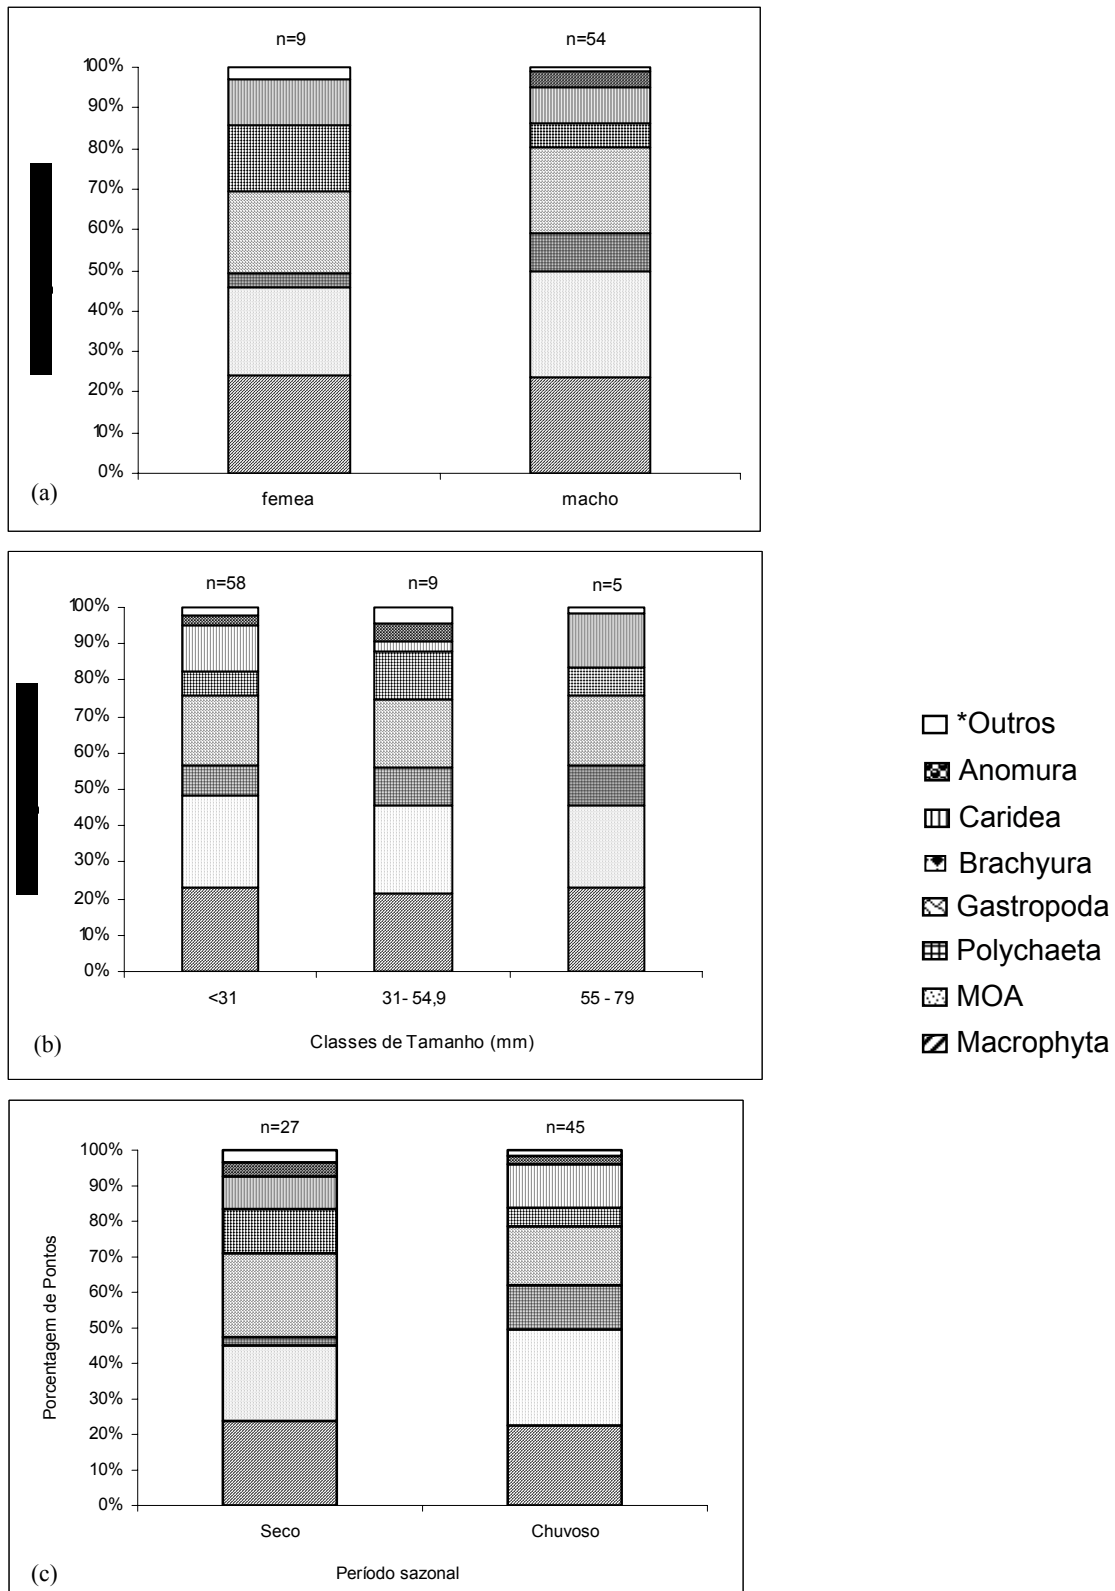 n=9 n=54
100%
90%
80%
70%
60%
50%
40%
30%
20%
10%
0%
femea macho
(a)
n=58 n=9 n=5
100%
90%
80%
70%
60%
50%
40%
30%
20%
10%
0%
<31 31- 54,9 55 - 79
(b) Classes de Tamanho (mm)
*Outros
Anomura
Caridea
Brachyura
Gastropoda
Polychaeta
MOA
Macrophyta
n=27 n=45
100%
90%
80%
70%
60%
50%
40%
30%
20%
10%
0%
Porcentagem de Pontos
Seco Chuvoso
(c) Período sazonal